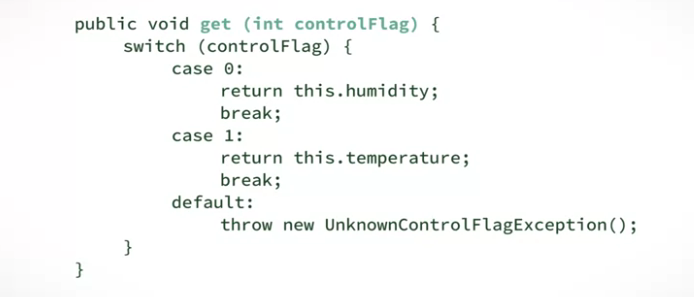 public void get (int controlFlag) {
switch (controlFlag) {
case 0:
return this.humidity;
break;
case 1:
return this.temperature;
break;
default:
throw new UnknownControlFlagException();
}
}